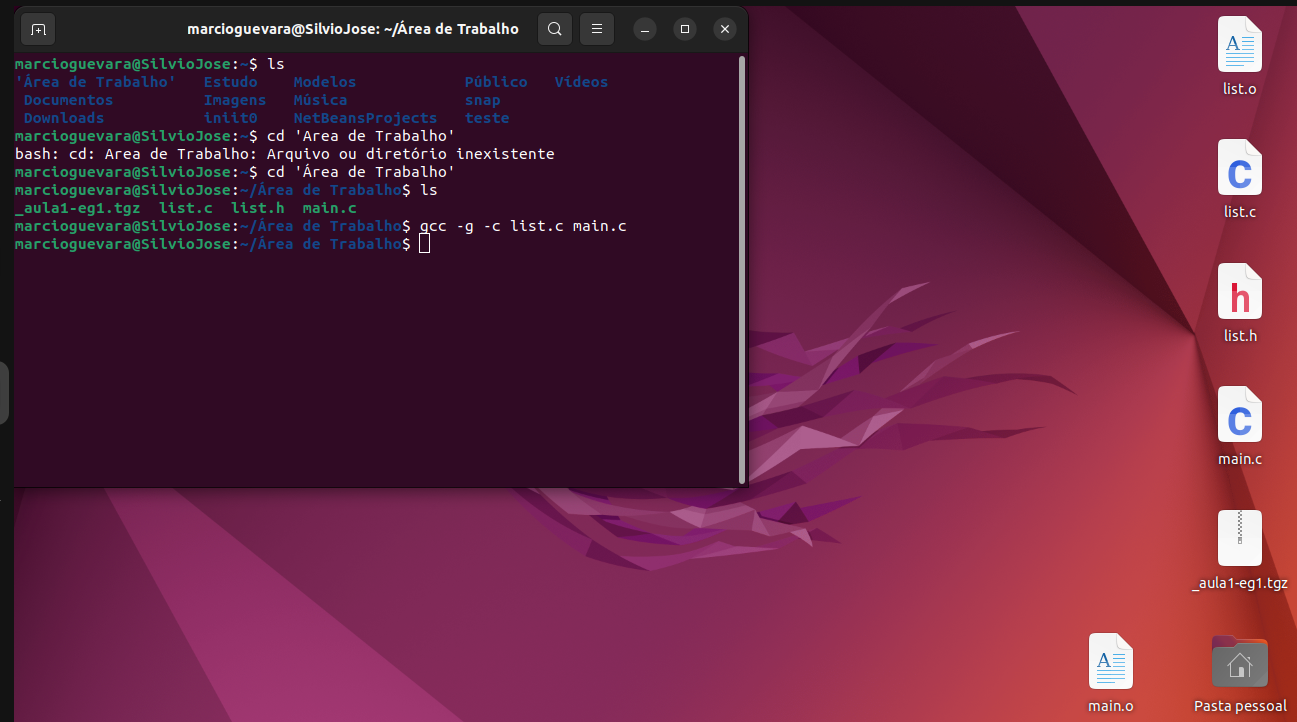 marcioguevara@SilvioJose: ~/Área de Trabalho
marcioguevara@SilvioJose:~$ ls
'Área de Trabalho'   Estudo    Modelos            Público   Vídeos
 Documentos          Imagens   Música             snap
 Downloads           iniit0    NetBeansProjects   teste
marcioguevara@SilvioJose:~$ cd 'Area de Trabalho'
bash: cd: Area de Trabalho: Arquivo ou diretório inexistente
marcioguevara@SilvioJose:~$ cd 'Área de Trabalho'
marcioguevara@SilvioJose:~/Área de Trabalho$ ls
_aula1-eg1.tgz  list.c  list.h  main.c
marcioguevara@SilvioJose:~/Área de Trabalho$ gcc -g -c list.c main.c
marcioguevara@SilvioJose:~/Área de Trabalho$
A
list.o
C
list.c
h
list.h
C
main.c
_aula1-eg1.tgz
A
main.o
Pasta pessoal